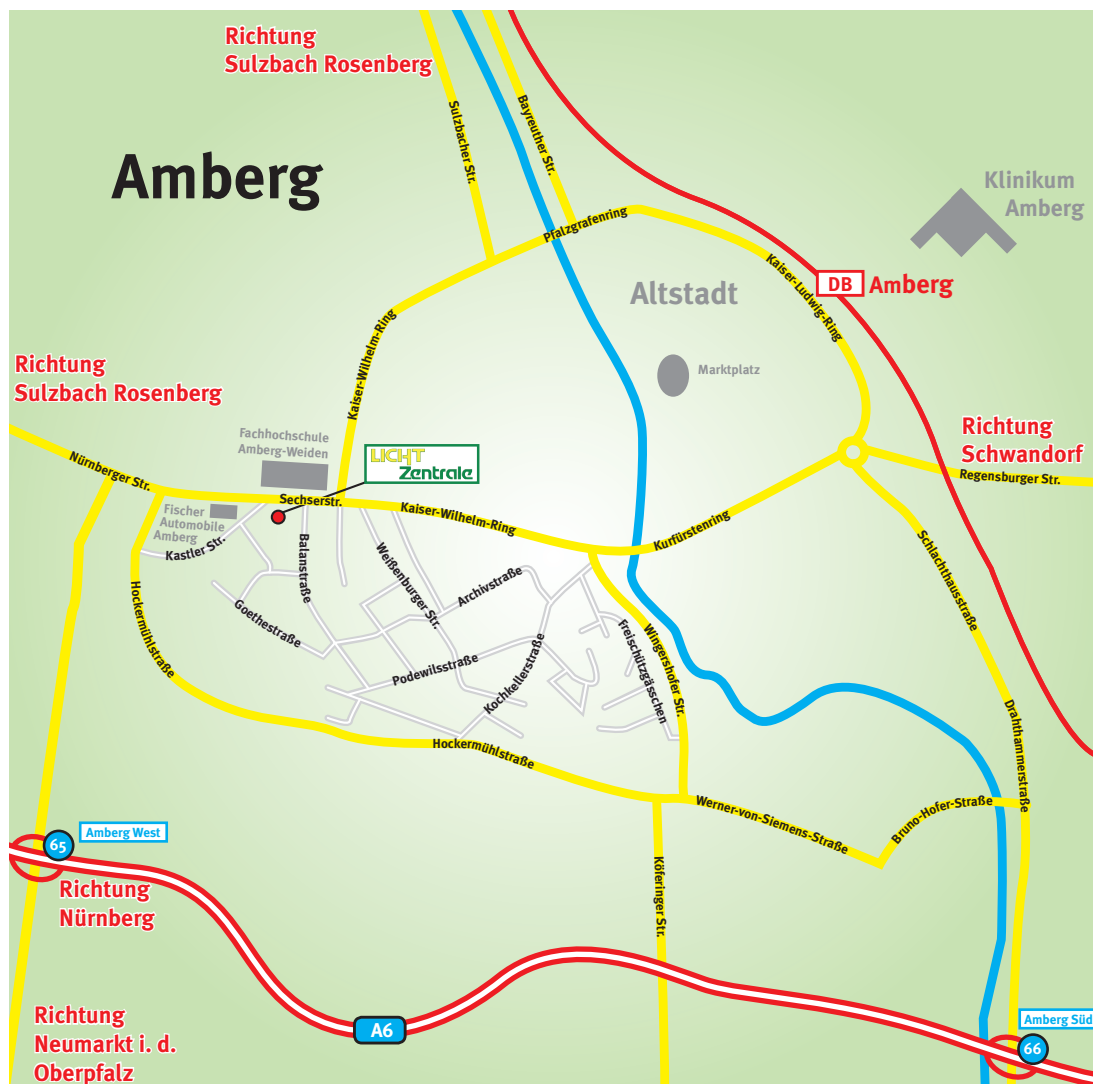 Richtung
Sulzbach Rosenberg
Sulzbacher Str.
Bayreuther Str.
Amberg
Klinikum
Amberg
Pfalzgrafenring
Kaiser-Ludwig-Ring
DB Amberg
Altstadt
Marktplatz
Kaiser-Wilhelm-Ring
Richtung
Sulzbach Rosenberg
Richtung
Schwandorf
Regensburger Str.
Fachhochschule
Amberg-Weiden
LICHT
Zentrale
Nürnberger Str.
Sechserstr.
Kaiser-Wilhelm-Ring
Kurfürstenring
Fischer
Automobile
Amberg
Kastler Str.
Balanstraße
Weißenburger Str.
Archivstraße
Schlachthausstraße
Hockermühlstraße
Goethestraße
Podewilsstraße
Kochkellerstraße
Freischützgässchen
Wingershofer Str.
Drahthammerstraße
Hockermühlstraße
Werner-von-Siemens-Straße
Bruno-Hofer-Straße
Köferinger Str.
65
Amberg West
Richtung
Nürnberg
A6
Richtung
Neumarkt i. d.
Oberpfalz
Amberg Süd
66